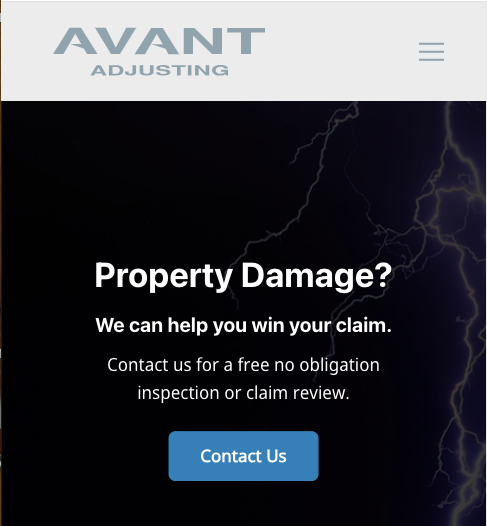 AVANT
ADJUSTING
Property Damage?
We can help you win your claim.
Contact us for a free no obligation
inspection or claim review.
Contact Us